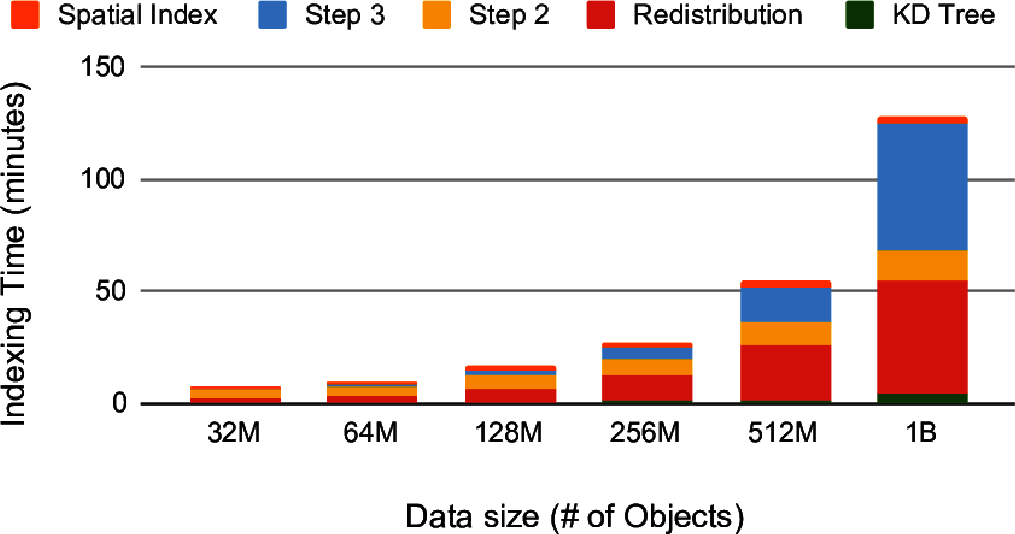 Spatial Index Step 3 Step 2 Redistribution KD Tree
Indexing Time (minutes)
150
100
50
0
32M 64M 128M 256M 512M 1B
Data size (# of Objects)